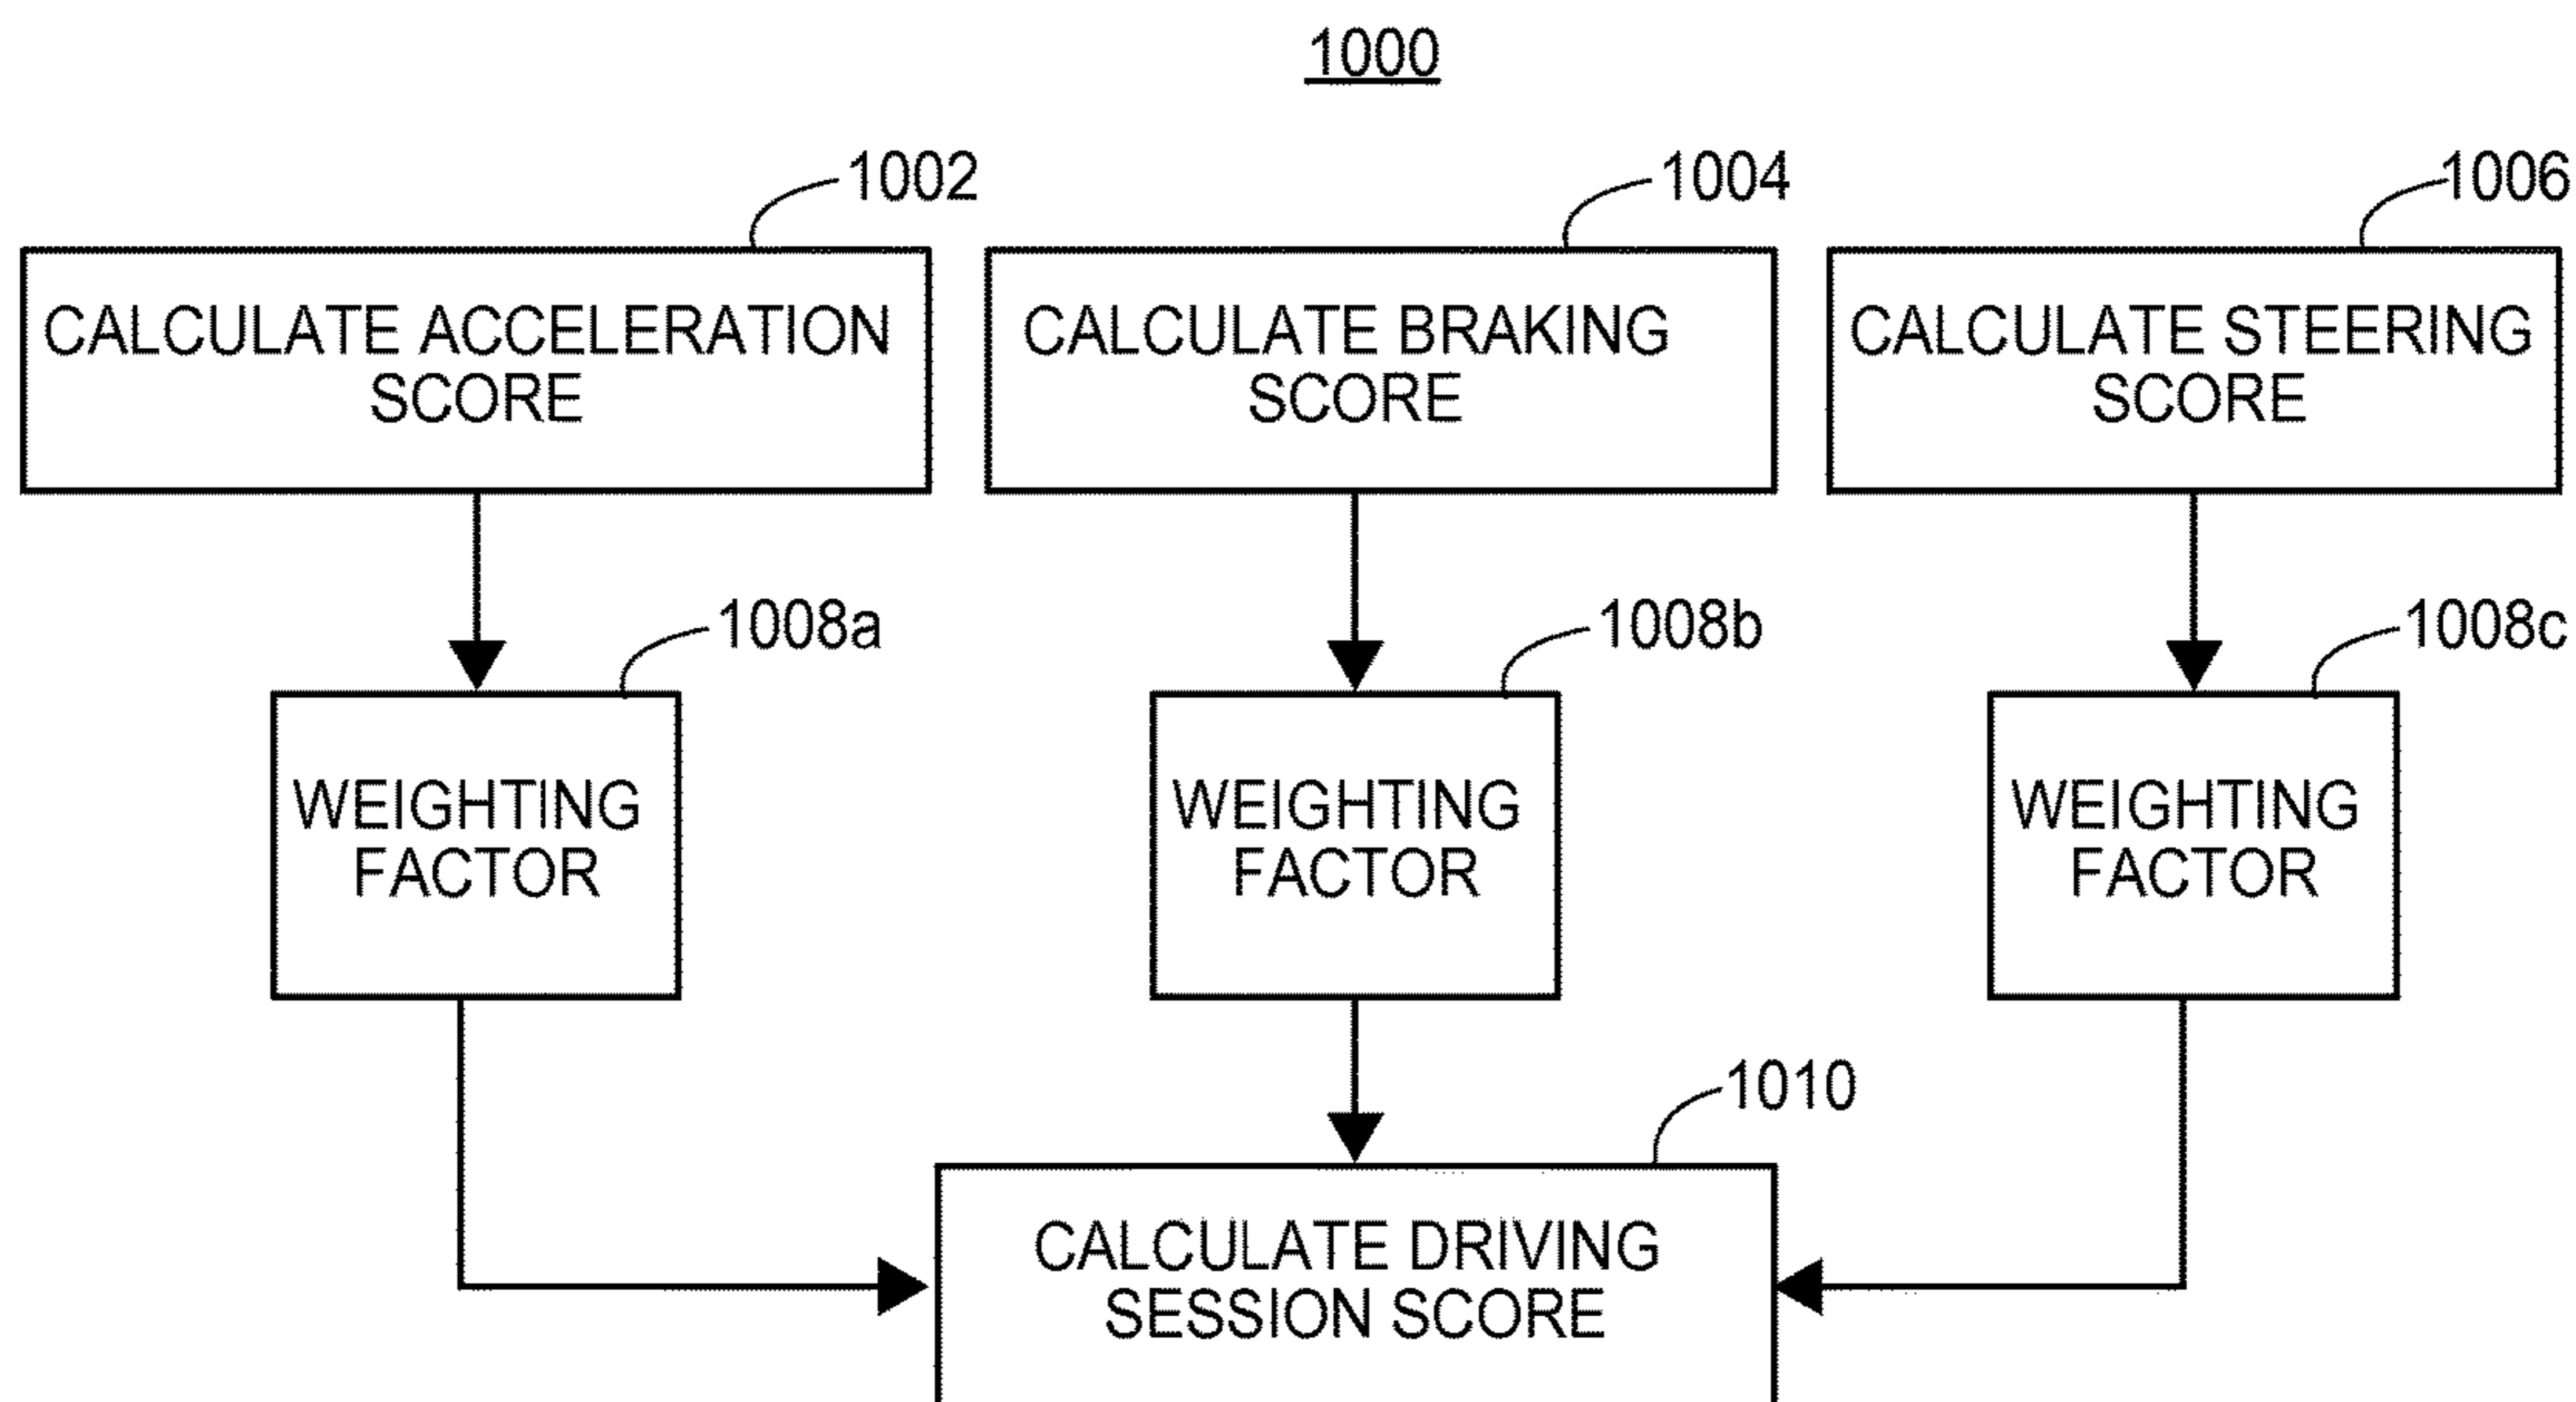 1000
1002
1004
1006
CALCULATE ACCELERATION
SCORE
CALCULATE BRAKING
SCORE
CALCULATE STEERING
SCORE
1008a
1008b
1008c
WEIGHTING
FACTOR
WEIGHTING
FACTOR
WEIGHTING
FACTOR
1010
CALCULATE DRIVING
SESSION SCORE